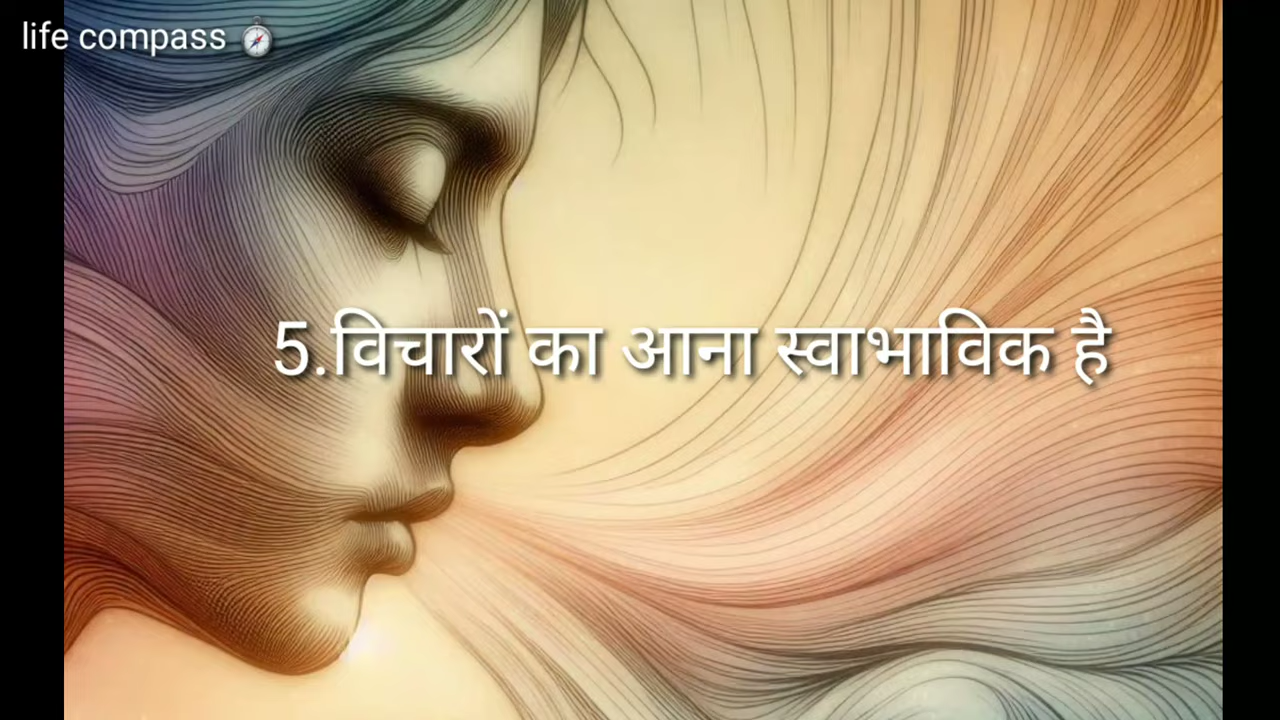 life compass 🧭
5.विचारों का आना स्वाभाविक है